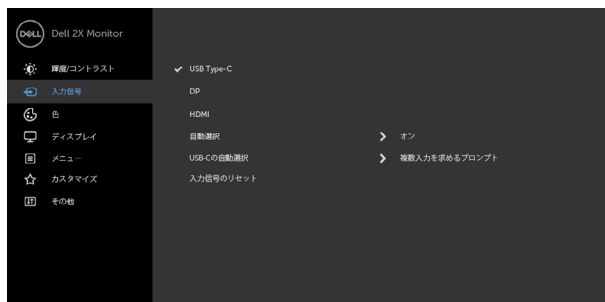 DELL Dell 2X Monitor
輝度/コントラスト
入力信号
色
ディスプレイ
メニュー
カスタマイズ
その他
USB Type-C
DP
HDMI
自動選択 オン
USB-Cの自動選択 複数入力を求めるプロンプト
入力信号のリセット